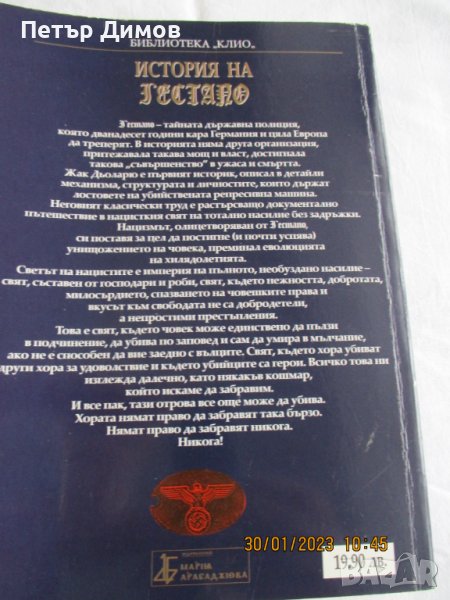 Петър Димов
БИБЛИОТЕКА „КЛИО„
ИСТОРИЯ НА
ГЕСТАПО
Гестапо – тайната държавна полиция,
която дванадесет години кара Германия и цяла Европа
да треперят. В историята няма друга организация,
притежавала такава мощ и власт, достигнала
такова „съвършенство” в ужаса и смъртта.
Жак Дьоларю е първият историк, описал в детайли
механизма, структурата и личностите, които държат
лостовете на убийствената репресивна машина.
Неговият класически труд е разтърсващо документално
пътешествие в нацисткия свят на тотално насилие без задръжки.
Нацизмът, олицетворяван от Гестапо,
си поставя за цел да постигне (и почти успява)
унищожението на човека, преминал еволюцията
на хилядолетията.
Светът на нацистите е империя на пълното, необуздано насилие –
свят, съставен от господари и роби, свят, където нежността, добротата,
милосърдието, спазването на човешките права и
вкусът към свободата не са добродетели,
а непростими престъпления.
Това е свят, където човек може единствено да пълзи
в подчинение, да убива по заповед и сам да умира в мълчание,
ако не е способен да вие заедно с вълците. Свят, където хора убиват
други хора за удоволствие и където убийците са герои. Всичко това ни
изглежда далечно, като някакъв кошмар,
който искаме да забравим.
И все пак, тази отрова все още може да убива.
Хората нямат право да забравят така бързо.
Нямат право да забравят никога.
Никога!
30/01/2023 10:45
19,90 лв.
МАРИЯ
АРАБАДЖИЕВА
bazar